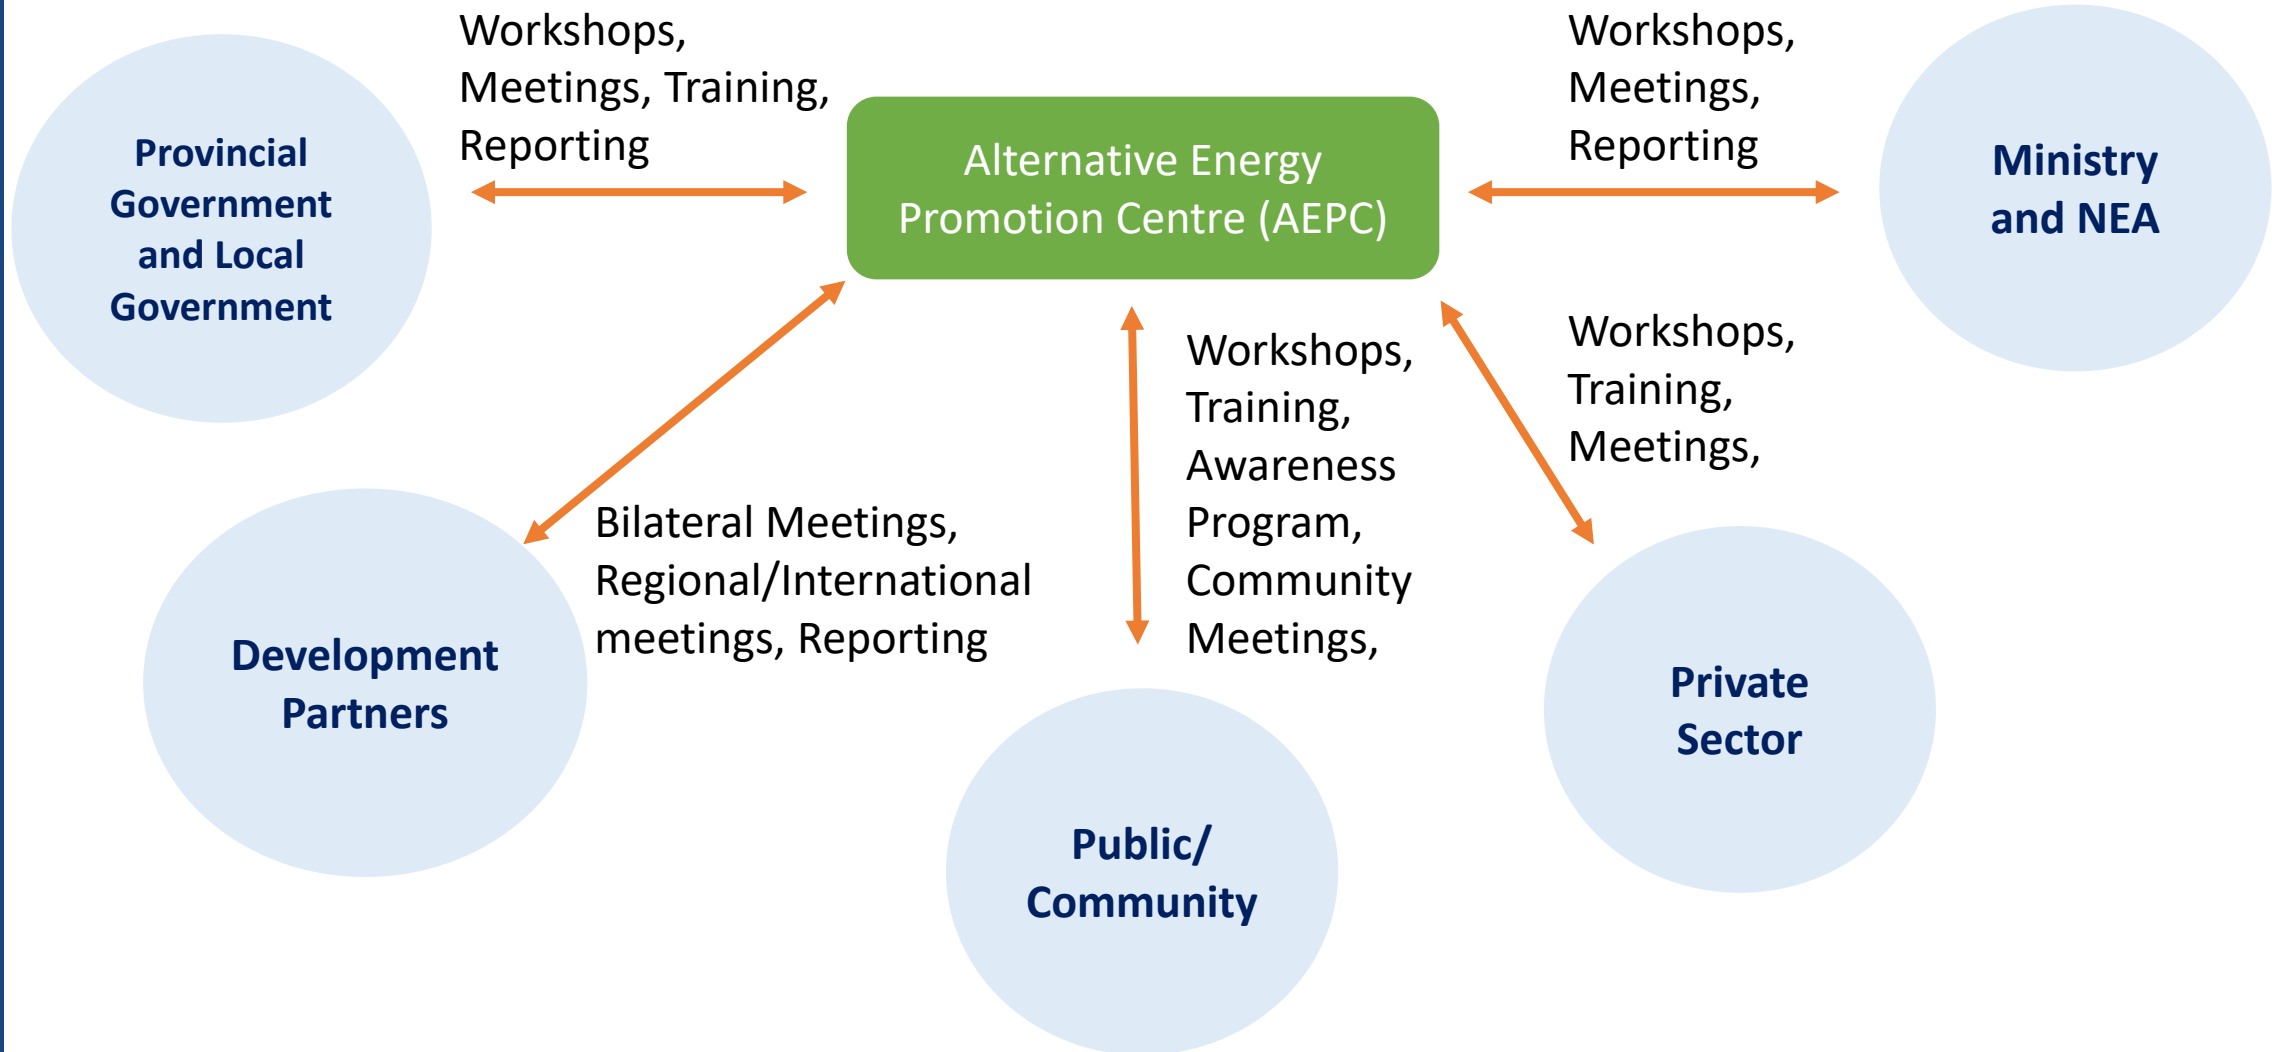 Workshops,
Meetings, Training,
Reporting
Workshops,
Meetings,
Reporting
Provincial
Government
and Local
Government
Alternative Energy
Promotion Centre (AEPC)
Ministry
and NEA
Workshops,
Training,
Awareness
Program,
Community
Meetings,
Workshops,
Training,
Meetings,
Bilateral Meetings,
Regional/International
meetings, Reporting
Development
Partners
Private
Sector
Public/
Community